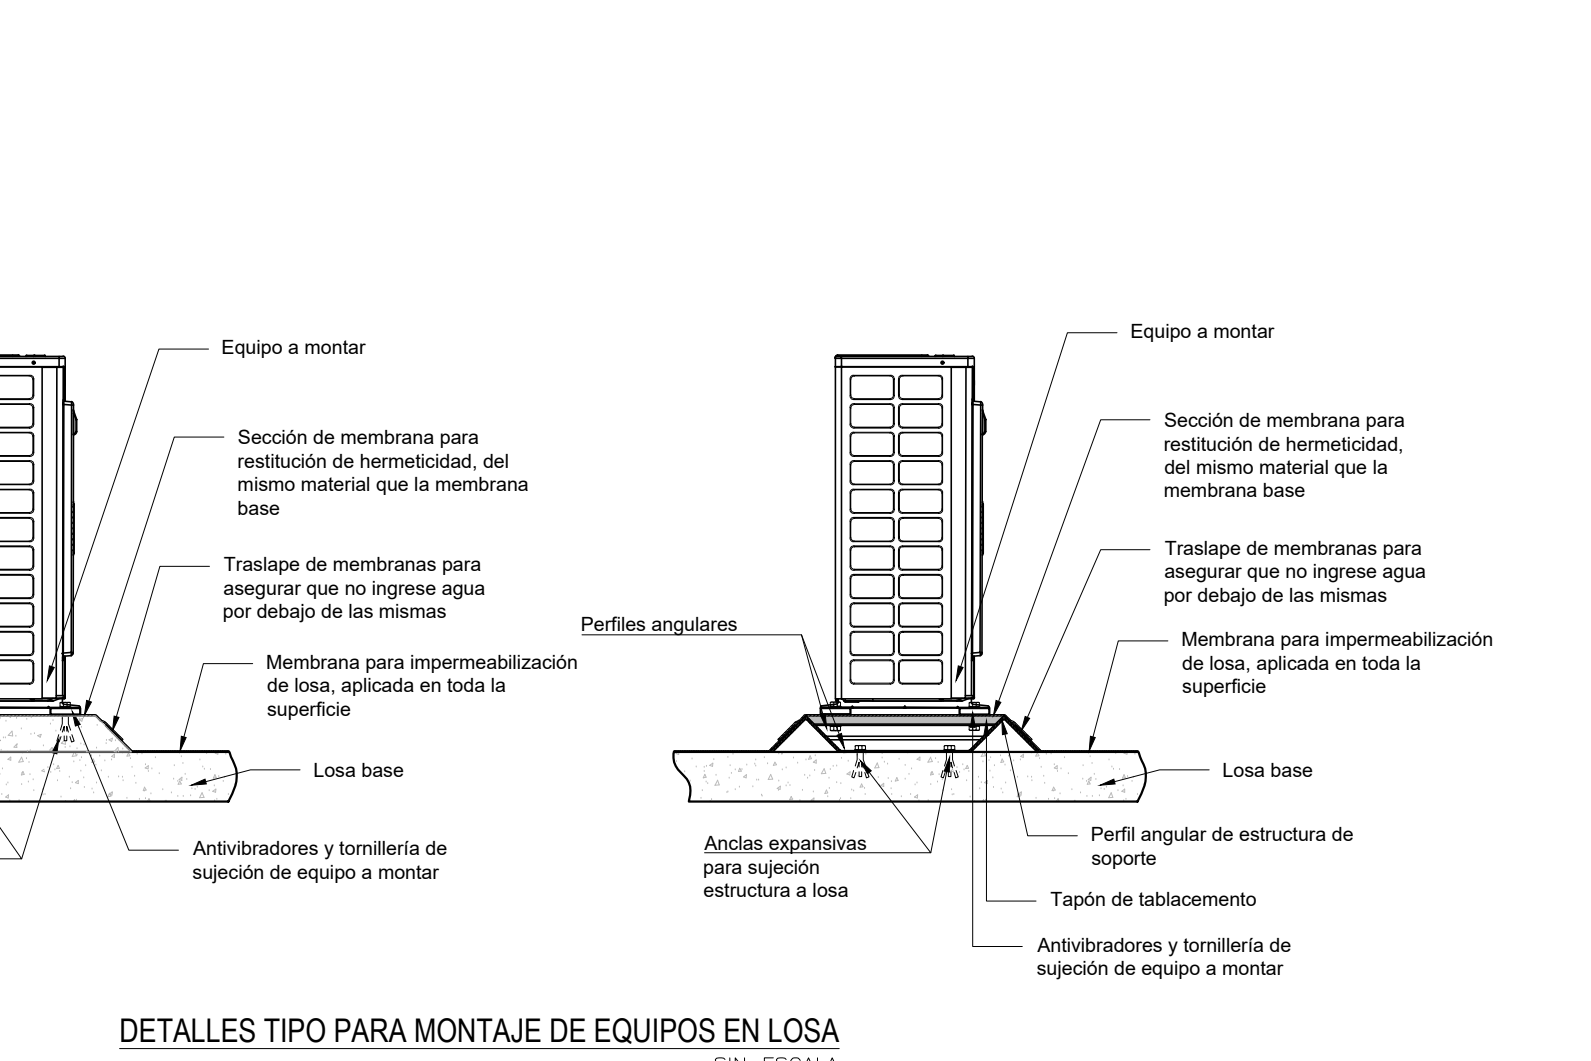 Equipo a montar
Sección de membrana para
restitución de hermeticidad, del
mismo material que la membrana
base
Traslape de membranas para
asegurar que no ingrese agua
por debajo de las mismas
Membrana para impermeabilización
de losa, aplicada en toda la
superficie
Losa base
Antivibradores y tornillería de
sujeción de equipo a montar
Equipo a montar
Sección de membrana para
restitución de hermeticidad,
del mismo material que la
membrana base
Traslape de membranas para
asegurar que no ingrese agua
por debajo de las mismas
Perfiles angulares
Membrana para impermeabilización
de losa, aplicada en toda la
superficie
Losa base
Anclas expansivas
para sujeción
estructura a losa
Perfil angular de estructura de
soporte
Tapón de tablacemento
Antivibradores y tornillería de
sujeción de equipo a montar
DETALLES TIPO PARA MONTAJE DE EQUIPOS EN LOSA
SIN ESCALA